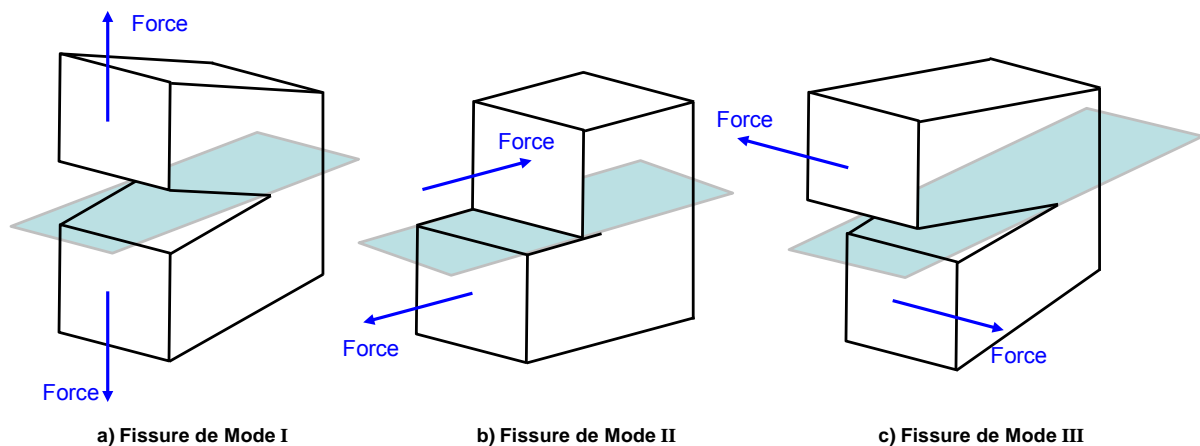 Force
Force
a) Fissure de Mode I
Force
Force
b) Fissure de Mode II
Force
Force
c) Fissure de Mode III